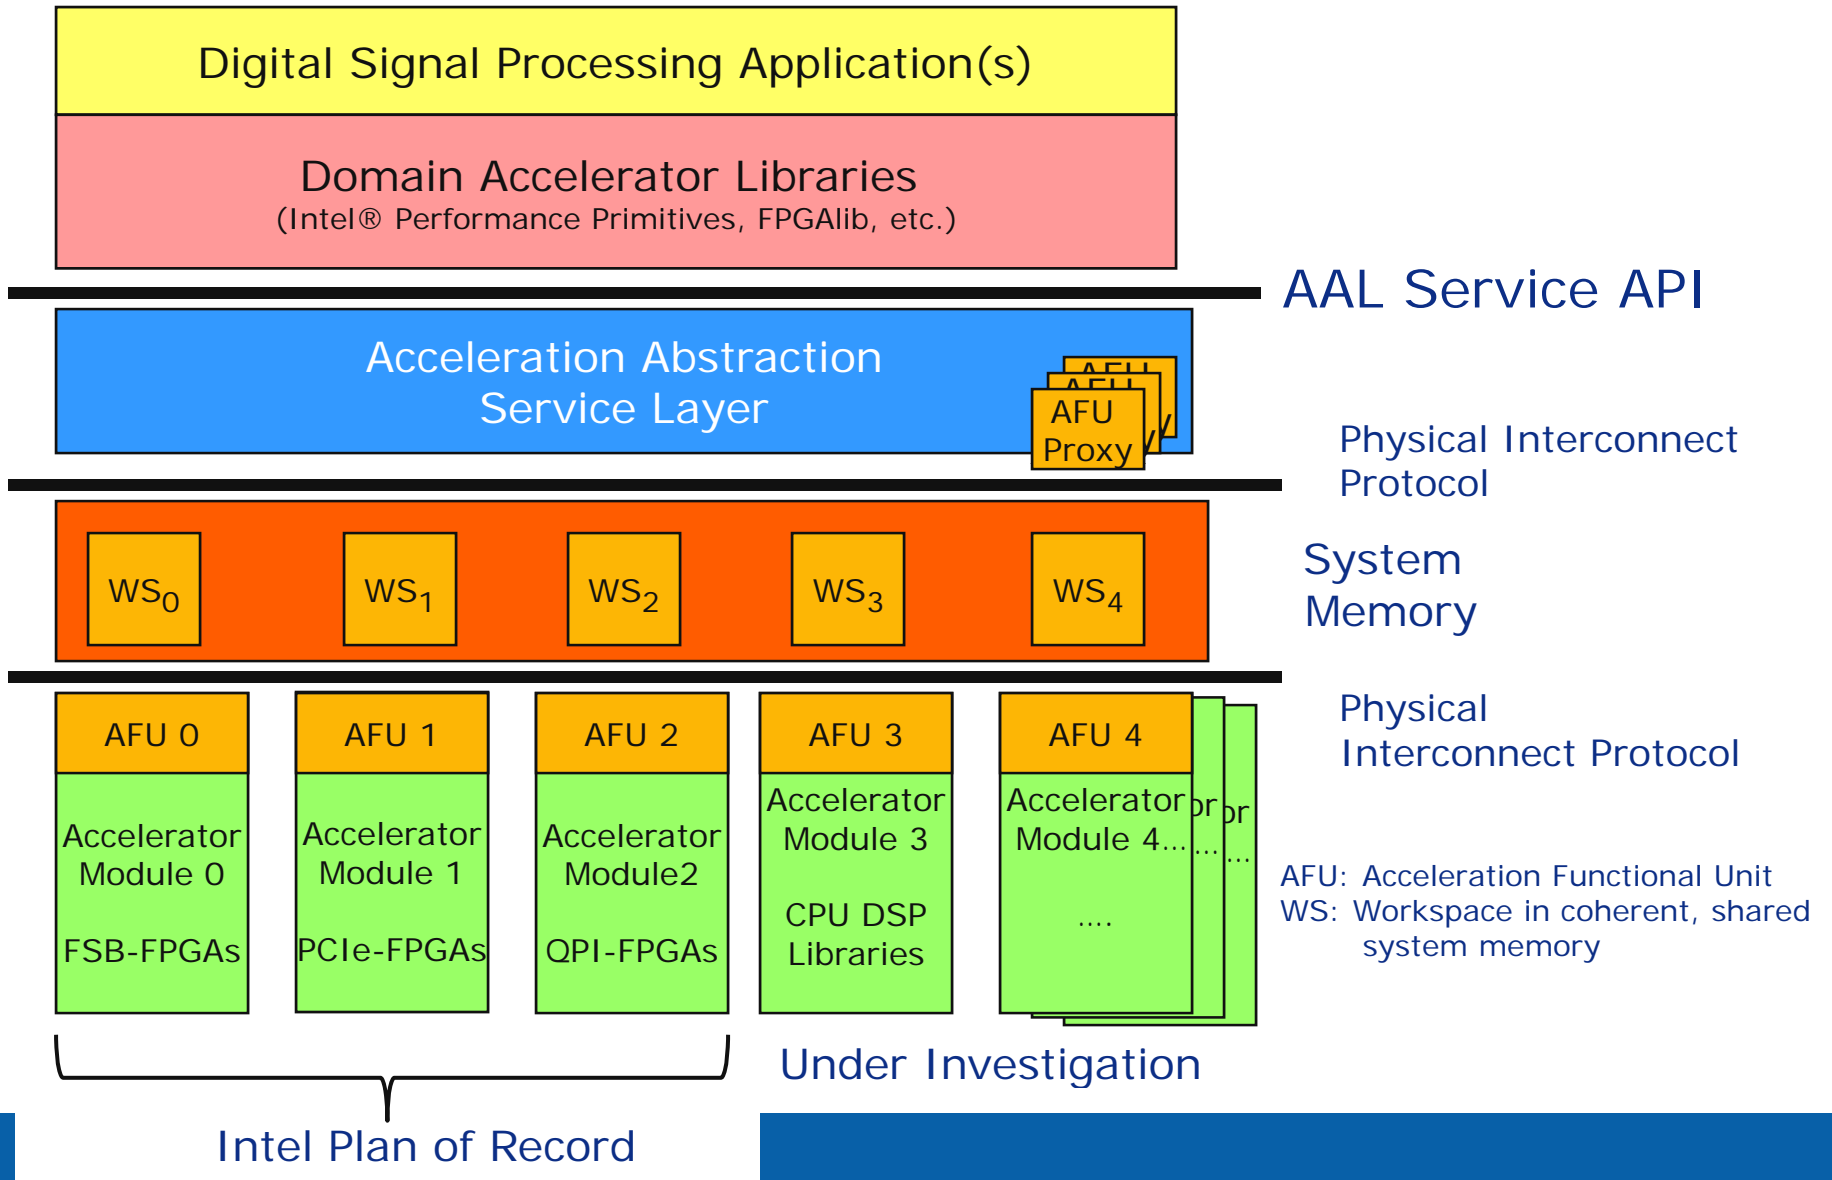 Digital Signal Processing Application(s)
Domain Accelerator Libraries
(Intel® Performance Primitives, FPGAlib, etc.)
AAL Service API
Acceleration Abstraction
Service Layer
AFU
AFU
AFU
Proxy
Physical Interconnect
Protocol
WS0
WS1
WS2
WS3
WS4
System
Memory
AFU 0
AFU 1
AFU 2
AFU 3
AFU 4
Physical
Interconnect Protocol
Accelerator
Module 0
FSB-FPGAs
Accelerator
Module 1
PCIe-FPGAs
Accelerator
Module2
QPI-FPGAs
Accelerator
Module 3
CPU DSP
Libraries
Accelerator
Module 4...
....
or
...
or
...
AFU: Acceleration Functional Unit
WS: Workspace in coherent, shared
system memory
Under Investigation
Intel Plan of Record